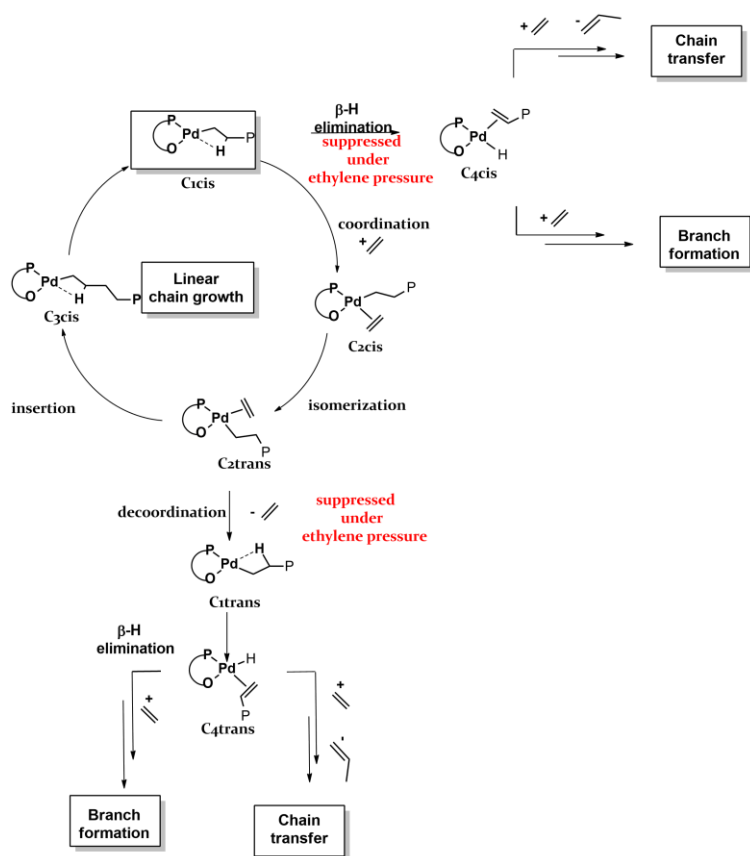 +
-
Chain
transfer
P
Pd
O
H
P
C1cis
β-H
elimination
suppressed
under
ethylene pressure
P
Pd
O
P
H
C4cis
coordination
+
+
Branch
formation
P
Pd
O
H
P
C3cis
Linear
chain growth
P
Pd
O
P
C2cis
insertion
isomerization
P
Pd
O
P
C2trans
decoordination
-
suppressed
under
ethylene pressure
P
Pd
O
H
P
C1trans
β-H
elimination
P
Pd
O
H
P
C4trans
+
+
-
Branch
formation
Chain
transfer